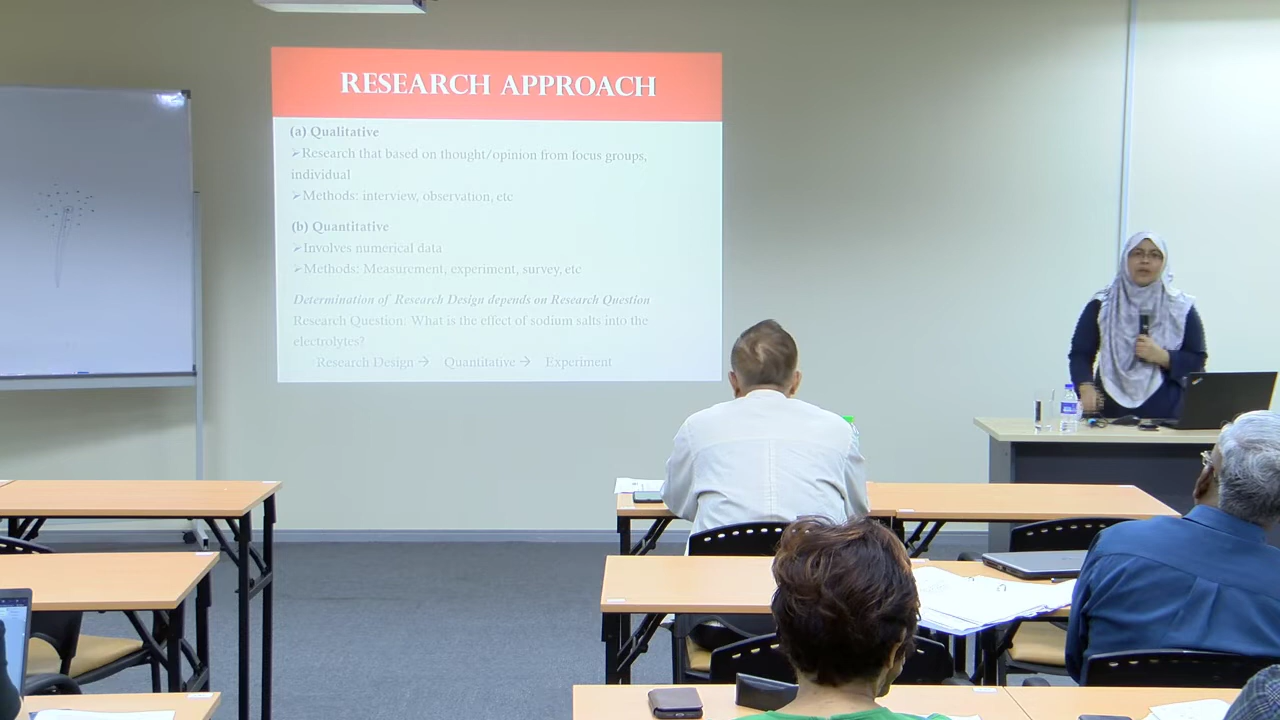 RESEARCH APPROACH
(a) Qualitative
➢Research that based on thought/opinion from focus groups,
individual
➢Methods: interview, observation, etc
(b) Quantitative
➢Involves numerical data
➢Methods: Measurement, experiment, survey, etc
Determination of Research Design depends on Research Question
Research Question: What is the effect of sodium salts into the
electrolytes?
Research Design → Quantitative → Experiment